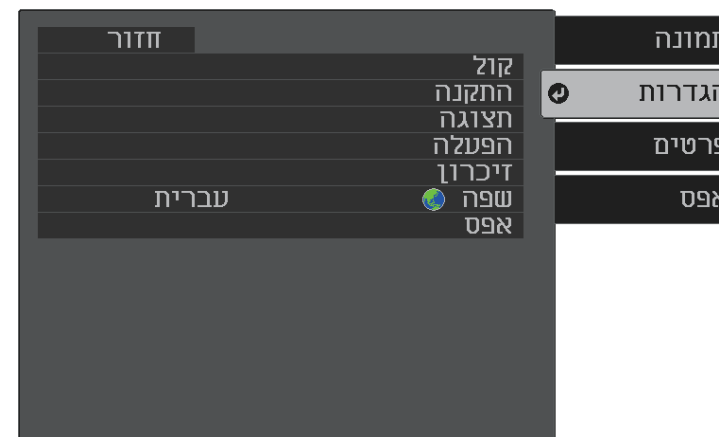 תמונה
הגדרות
פרטים
אפס
חזור
קול
התקנה
תצוגה
הפעלה
זיכרון
שפה עברית
אפס